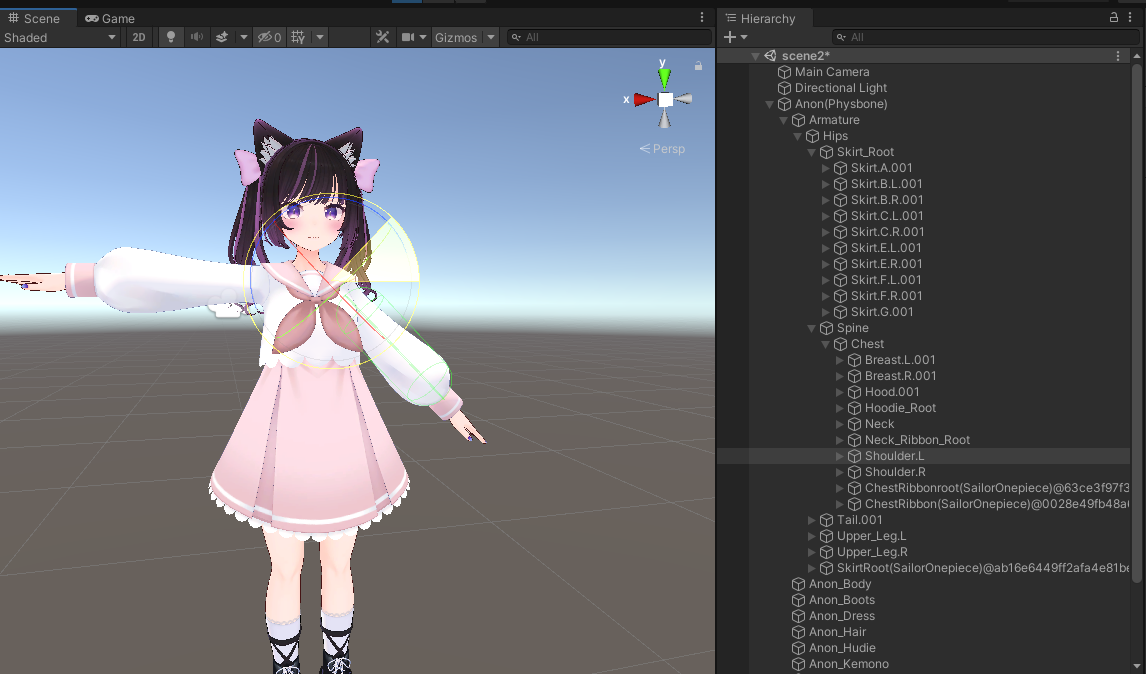 Scene Game
Shaded 2D 0 Gizmos All
y
x
Persp
Hierarchy
All
scene2*
Main Camera
Directional Light
Anon(Physbone)
Armature
Hips
Skirt_Root
Skirt.A.001
Skirt.B.L.001
Skirt.B.R.001
Skirt.C.L.001
Skirt.C.R.001
Skirt.E.L.001
Skirt.E.R.001
Skirt.F.L.001
Skirt.F.R.001
Skirt.G.001
Spine
Chest
Breast.L.001
Breast.R.001
Hood.001
Hoodie_Root
Neck
Neck_Ribbon_Root
Shoulder.L
Shoulder.R
ChestRibbonroot(SailorOnepiece)@63ce3f97f3
ChestRibbon(SailorOnepiece)@0028e49fb48a
Tail.001
Upper_Leg.L
Upper_Leg.R
SkirtRoot(SailorOnepiece)@ab16e6449ff2afa4e81be
Anon_Body
Anon_Boots
Anon_Dress
Anon_Hair
Anon_Hudie
Anon_Kemono